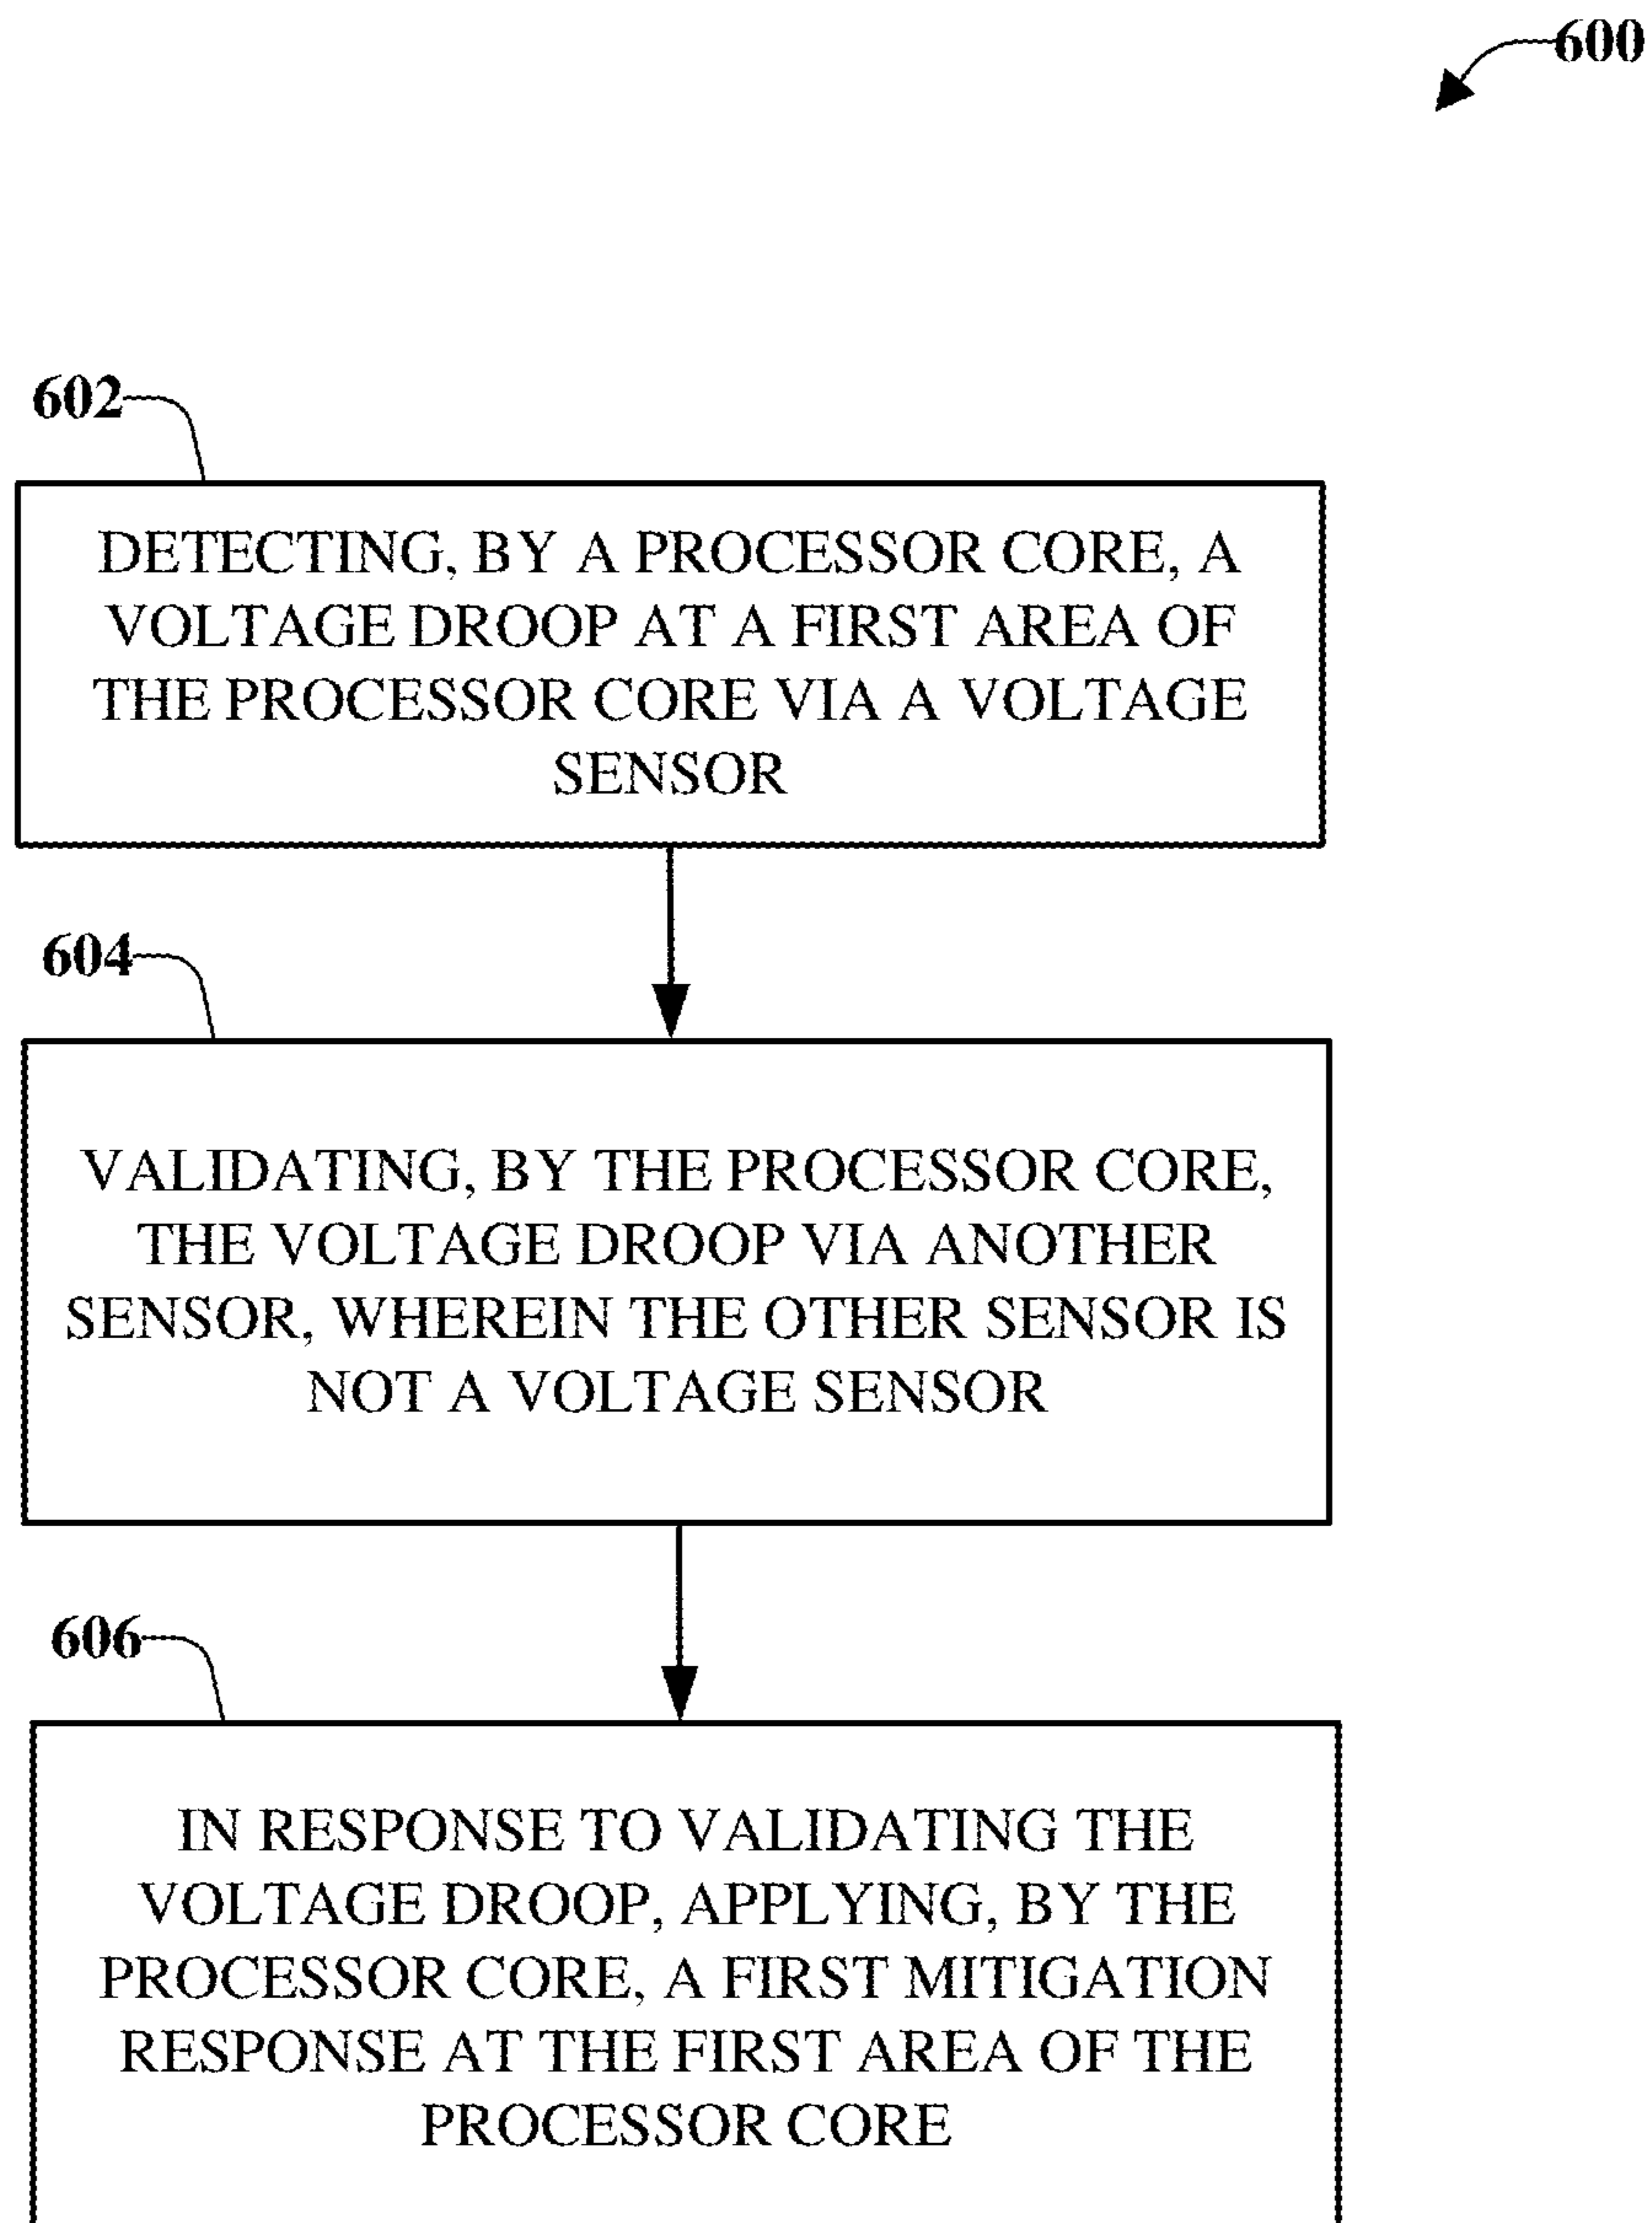 600
602
DETECTING, BY A PROCESSOR CORE, A
VOLTAGE DROOP AT A FIRST AREA OF
THE PROCESSOR CORE VIA A VOLTAGE
SENSOR
604
VALIDATING, BY THE PROCESSOR CORE,
THE VOLTAGE DROOP VIA ANOTHER
SENSOR, WHEREIN THE OTHER SENSOR IS
NOT A VOLTAGE SENSOR
606
IN RESPONSE TO VALIDATING THE
VOLTAGE DROOP, APPLYING, BY THE
PROCESSOR CORE, A FIRST MITIGATION
RESPONSE AT THE FIRST AREA OF THE
PROCESSOR CORE